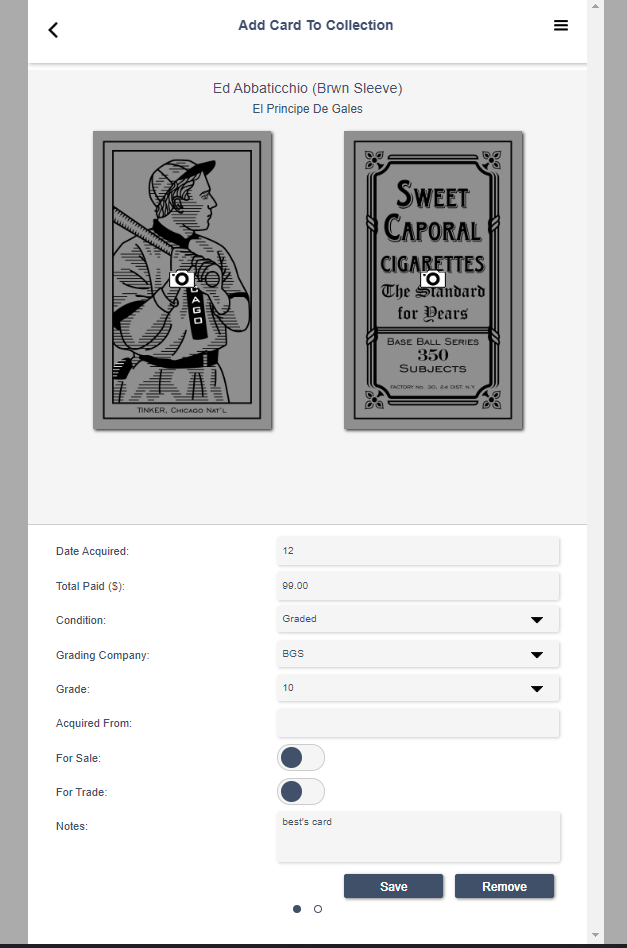 Add Card To Collection
Ed Abbaticchio (Brwn Sleeve)
El Principe De Gales
CAGO
TINKER, CHICAGO NAT'L
SWEET
CAPORAL
CIGARETTES
The Standard
for Years
BASE BALL SERIES
350
SUBJECTS
FACTORY No. 30, 2d DIST. N.Y.
Date Acquired: 12
Total Paid ($): 99.00
Condition: Graded
Grading Company: BGS
Grade: 10
Acquired From:
For Sale:
For Trade:
Notes: best's card
Save Remove